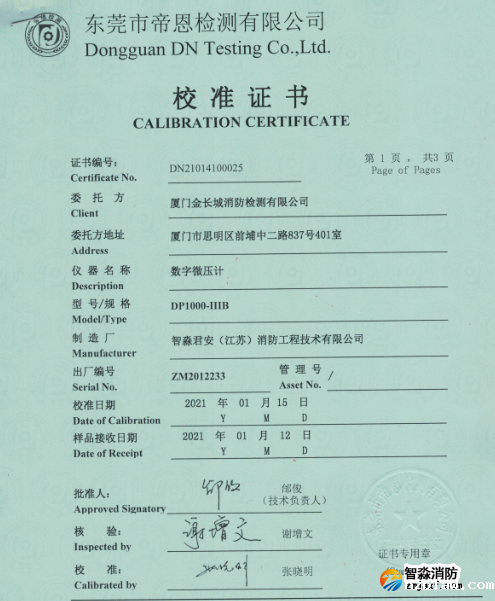 东莞市帝恩检测有限公司
Dongguan DN Testing Co.,Ltd.
校准证书
CALIBRATION CERTIFICATE
证书编号: DN21014100025 第 1 页，共3 页
Certificate No. Page of Pages
委托方 厦门金长城消防检测有限公司
Client
委托方地址 厦门市思明区前埔中二路837号401室
Address
仪器名称 数字微压计
Description
型号/规格 DP1000-IIIB
Model/Type
制造厂 智淼君安（江苏）消防工程技术有限公司
Manufacturer
出厂编号 ZM2012233 管理号 /
Serial No. Asset No.
校准日期 2021 年 01 月 15 日
Date of Calibration Y M D
样品接收日期 2021 年 01 月 12 日
Date of Receipt Y M D
批准人: 邰俊
Approved Signatory (技术负责人)
核验: 谢增文 谢增文
Inspected by
校准: 张晓明
Calibrated by
证书专用章
智淼消防